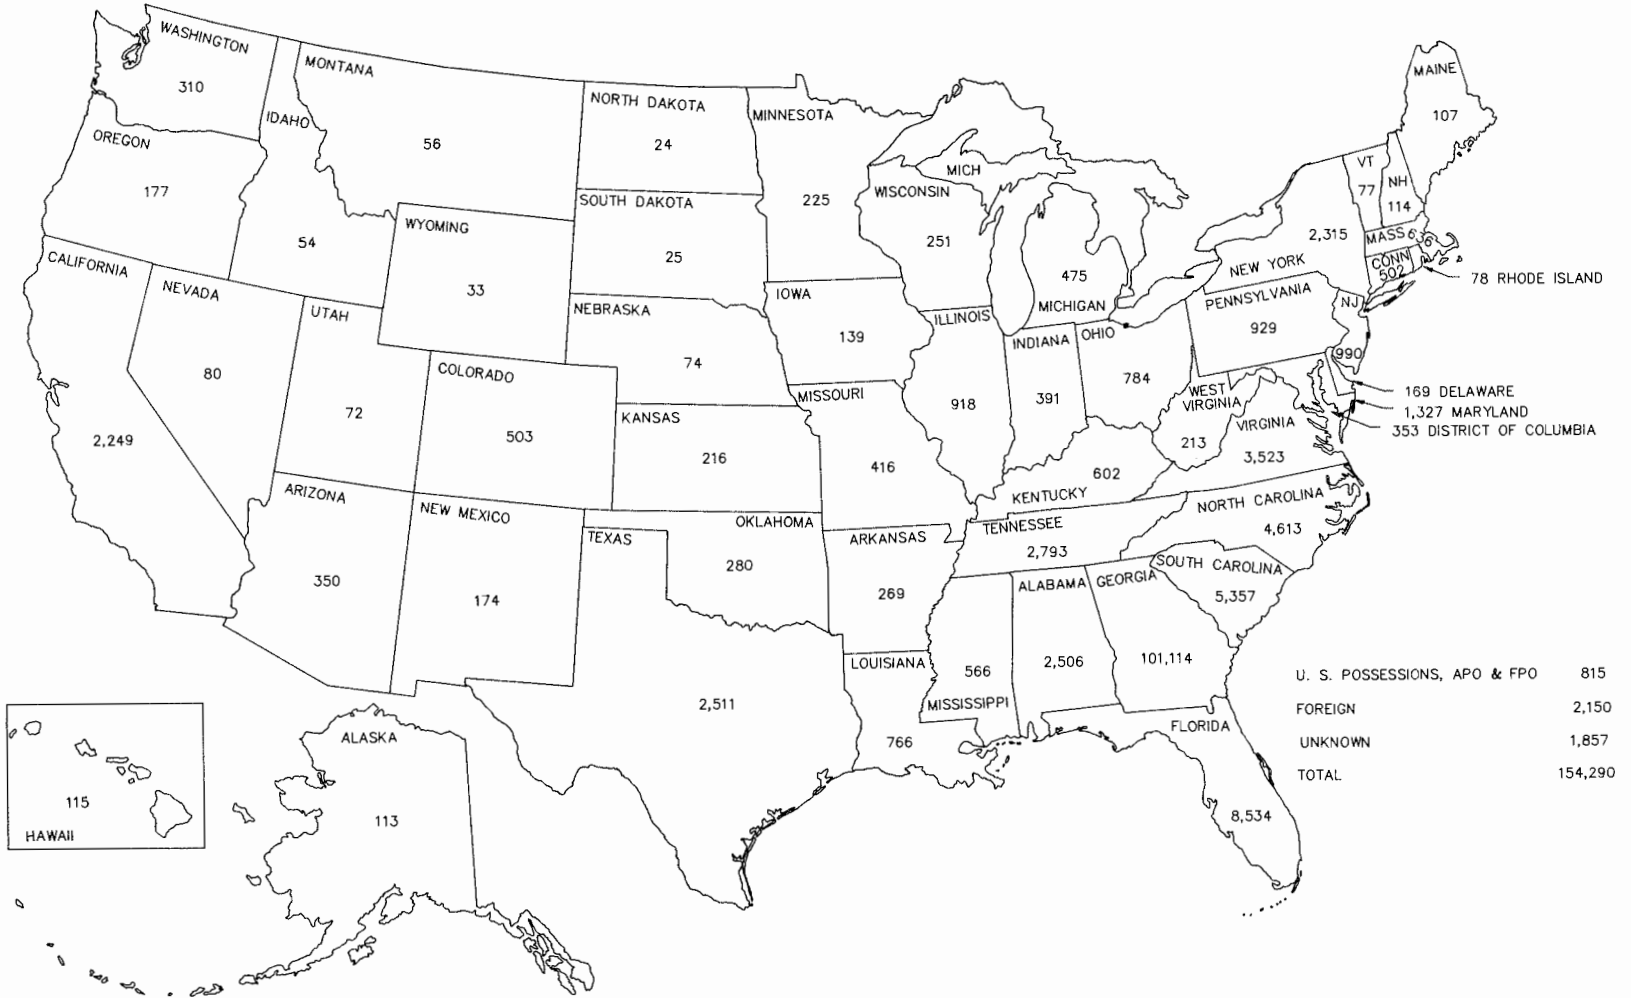 WASHINGTON
310
MONTANA
56
IDAHO
54
OREGON
177
NORTH DAKOTA
24
MINNESOTA
225
SOUTH DAKOTA
25
WYOMING
33
MICH
WISCONSIN
251
475
MICHIGAN
MAINE
107
VT
77
NH
114
2,315
NEW YORK
MASS 636
CONN
502
78 RHODE ISLAND
CALIFORNIA
2,249
NEVADA
80
UTAH
72
COLORADO
503
NEBRASKA
74
IOWA
139
ILLINOIS
918
INDIANA
391
OHIO
784
PENNSYLVANIA
929
NJ
990
169 DELAWARE
1,327 MARYLAND
353 DISTRICT OF COLUMBIA
WEST
VIRGINIA
213
VIRGINIA
3,523
KANSAS
216
MISSOURI
416
602
KENTUCKY
ARIZONA
350
NEW MEXICO
174
OKLAHOMA
280
TEXAS
2,511
ARKANSAS
269
TENNESSEE
2,793
NORTH CAROLINA
4,613
SOUTH CAROLINA
5,357
ALABAMA
2,506
GEORGIA
101,114
566
MISSISSIPPI
LOUISIANA
766
FLORIDA
8,534
ALASKA
113
115
HAWAII
U. S. POSSESSIONS, APO & FPO 815
FOREIGN 2,150
UNKNOWN 1,857
TOTAL 154,290